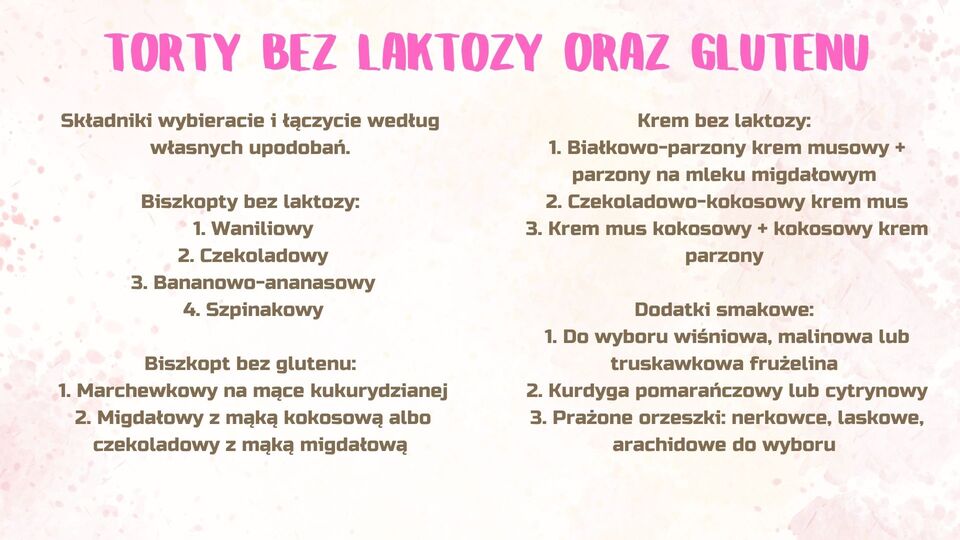 TORTY BEZ LAKTOZY ORAZ GLUTENU
Składniki wybieracie i łączycie według
własnych upodobań.
Biszkopty bez laktozy:
1. Waniliowy
2. Czekoladowy
3. Bananowo-ananasowy
4. Szpinakowy
Biszkopt bez glutenu:
1. Marchewkowy na mące kukurydzianej
2. Migdałowy z mąką kokosową albo
czekoladowy z mąką migdałową
Krem bez laktozy:
1. Białkowo-parzony krem musowy +
parzony na mleku migdałowym
2. Czekoladowo-kokosowy krem mus
3. Krem mus kokosowy + kokosowy krem
parzony
Dodatki smakowe:
1. Do wyboru wiśniowa, malinowa lub
truskawkowa frużelina
2. Kurdyga pomarańczowy lub cytrynowy
3. Prażone orzeszki: nerkowce, laskowe,
arachidowe do wyboru